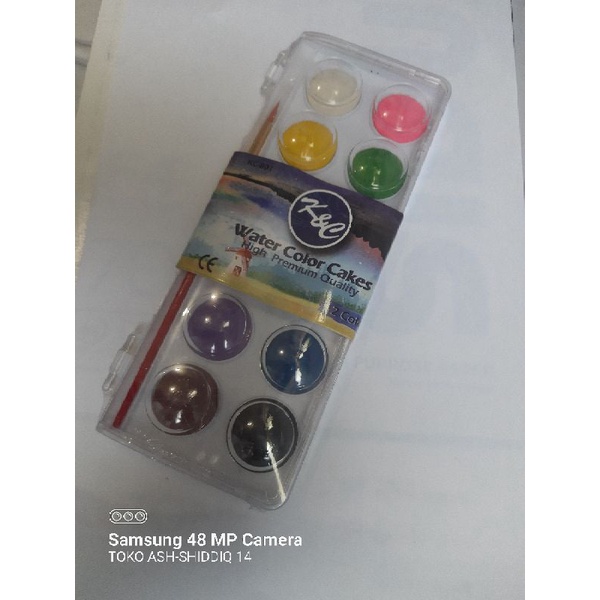 K&C
Water Color Cakes
High Premium Quality
CE
Samsung 48 MP Camera
TOKO ASH-SHIDDIQ 14